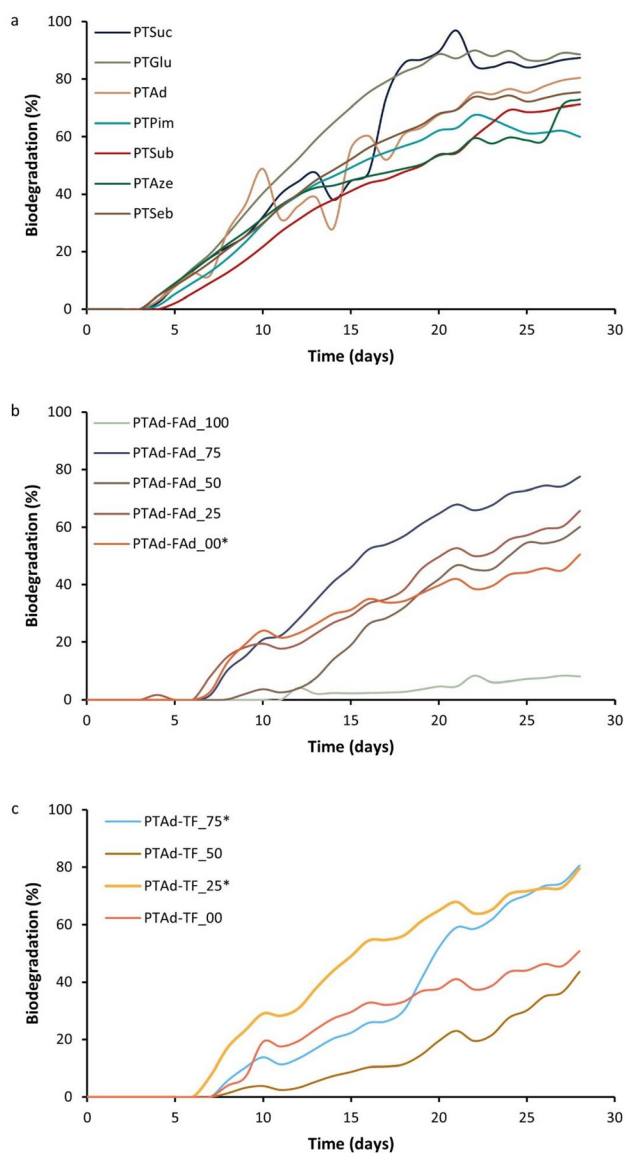 a
PTSuc
PTGlu
PTAd
PTPim
PTSub
PTAze
PTSeb
Biodegradation (%)
100
80
60
40
20
0
0 5 10 15 20 25 30
Time (days)
b
PTAd-FAd_100
PTAd-FAd_75
PTAd-FAd_50
PTAd-FAd_25
PTAd-FAd_00*
Biodegradation (%)
100
80
60
40
20
0
0 5 10 15 20 25 30
Time (days)
c
PTAd-TF_75*
PTAd-TF_50
PTAd-TF_25*
PTAd-TF_00
Biodegradation (%)
100
80
60
40
20
0
0 5 10 15 20 25 30
Time (days)